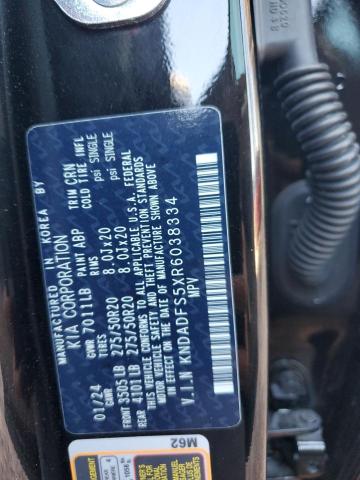 MANUFACTURED IN KOREA BY
KIA CORPORATION
01/24 GVWR 7011LB PAINT ABP TRIM CRN
GAWR TIRES RIMS COLD TIRE INFL
FRONT 3505LB 275/50R20 8.0Jx20 psi SINGLE
REAR 4101LB 275/50R20 8.0Jx20 psi SINGLE
THIS VEHICLE CONFORMS TO ALL APPLICABLE U.S.A. FEDERAL
MOTOR VEHICLE SAFETY AND THEFT PREVENTION STANDARDS
IN EFFECT ON THE DATE OF MANUFACTURE SHOWN ABOVE.
V.I.N KNDADFS5XR6038334
MPV
M62